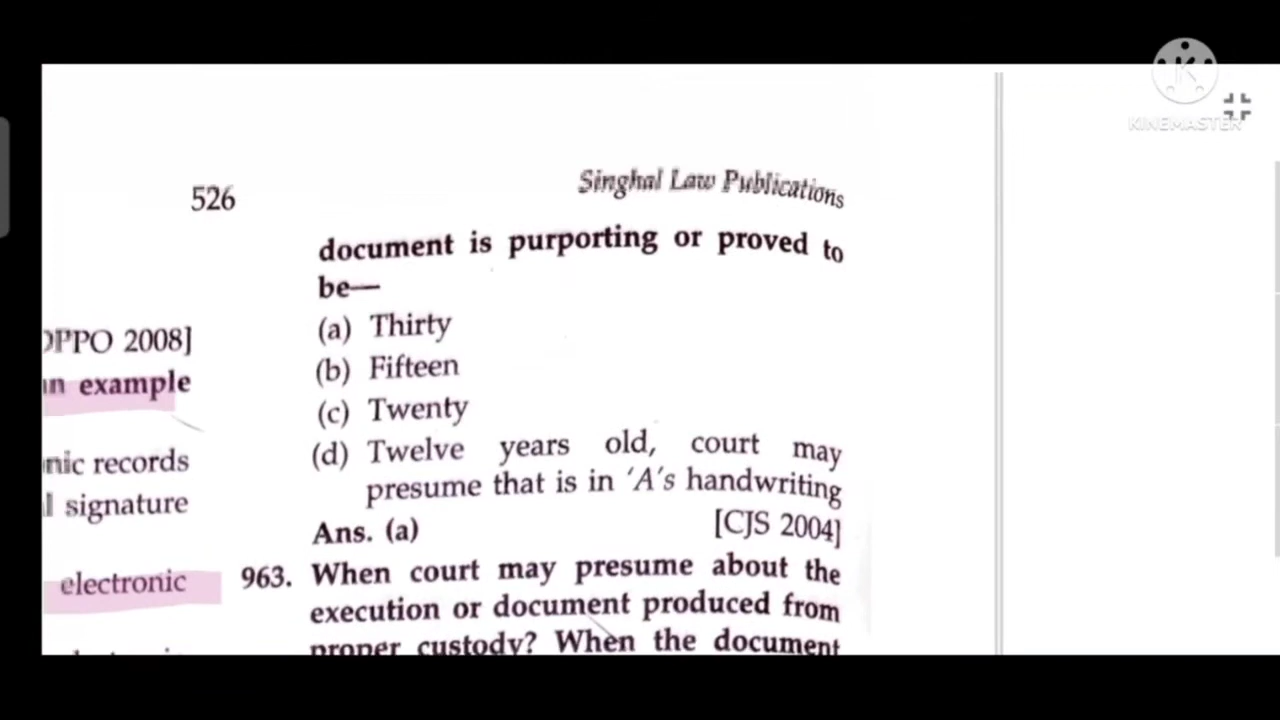 KINEMASTER
526
Singhal Law Publications
document is purporting or proved to
be—
(a) Thirty
(b) Fifteen
(c) Twenty
(d) Twelve years old, court may
presume that is in 'A's handwriting
Ans. (a) [CJS 2004]
963. When court may presume about the
execution or document produced from
proper custody? When the document
PPO 2008]
example
records
signature
electronic